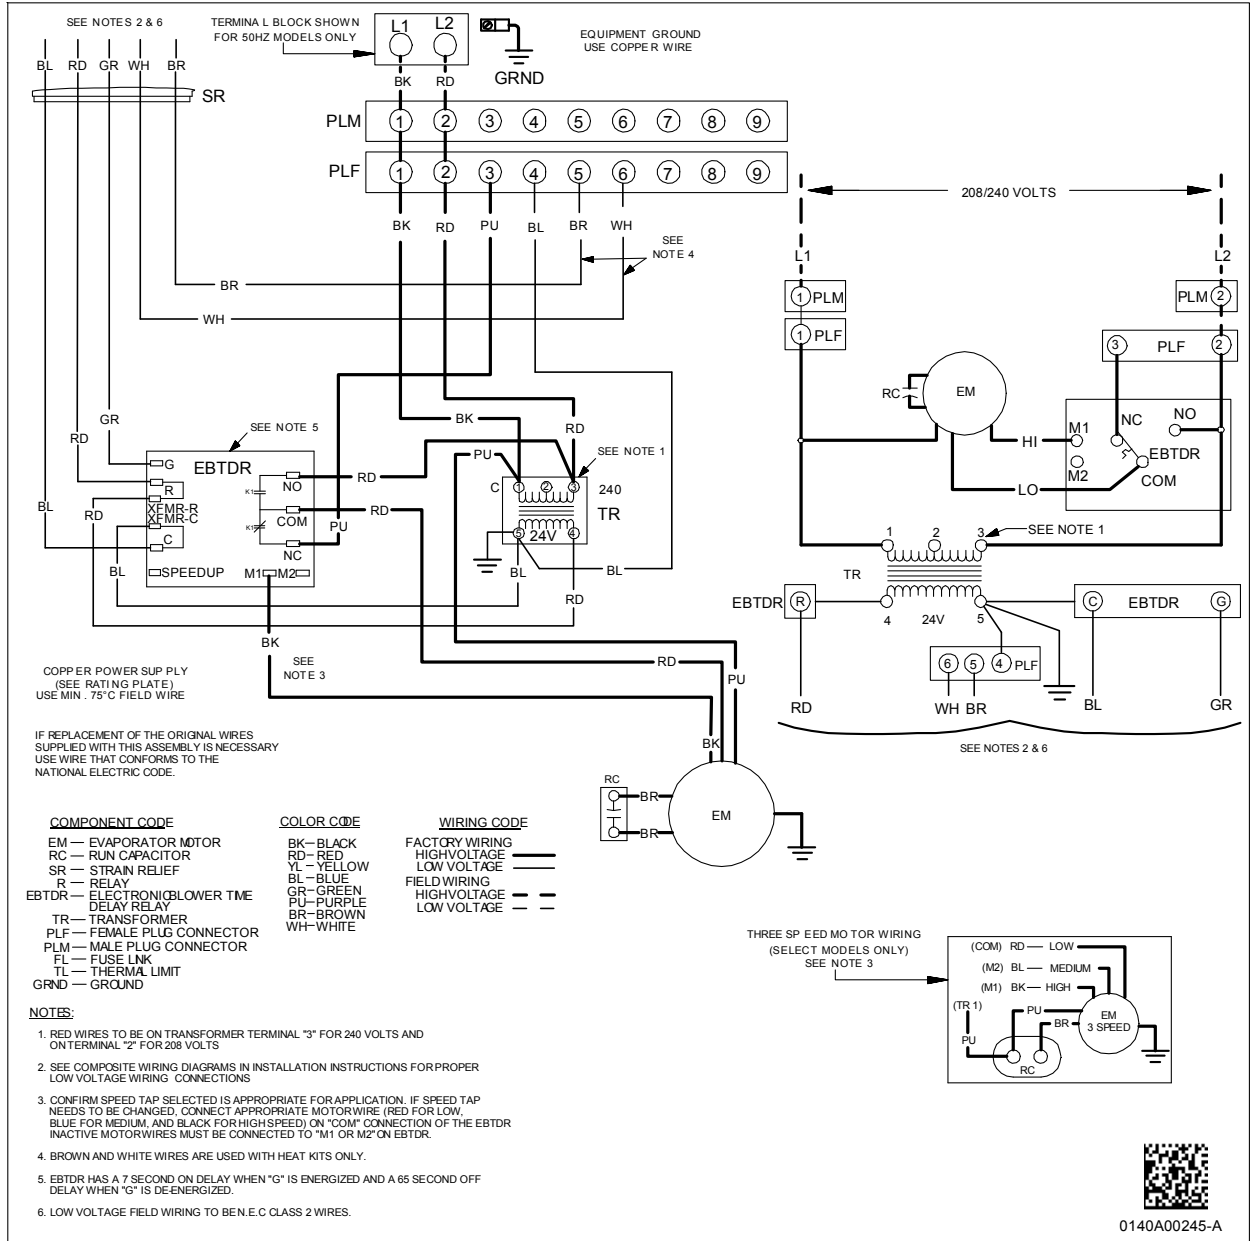 SEE NOTES 2 & 6
TERMINAL BLOCK SHOWN
FOR 50HZ MODELS ONLY
L1 L2
EQUIPMENT GROUND
USE COPPER WIRE
GRND
BL RD GR WH BR
SR
BK RD
PLM 1 2 3 4 5 6 7 8 9
PLF 1 2 3 4 5 6 7 8 9
BK RD PU BL BR WH
SEE
NOTE 4
BR
WH
208/240 VOLTS
L1 L2
1 PLM
PLM 2
1 PLF
3 PLF 2
RC
EM
HI
LO
M1
M2
NC
NO
EBTDR
COM
GR
RD
BL
RD
BL
SEE NOTE 5
EBTDR
G
R
XFMR-R
XFMR-C
C
SPEEDUP
M1 M2
K1
K1
NO
COM
NC
RD
RD
PU
BK
PU
RD
SEE NOTE 1
C 1 2 3 240
TR
5 24V 4
BL
BL
RD
1 2 3
SEE NOTE 1
TR
4 24V 5
EBTDR R
C EBTDR G
6 5 4 PLF
RD
WH BR
BL
GR
SEE NOTES 2 & 6
BK
SEE
NOTE 3
RD
PU
BK
COPPER POWER SUPPLY
(SEE RATING PLATE)
USE MIN. 75°C FIELD WIRE
IF REPLACEMENT OF THE ORIGINAL WIRES
SUPPLIED WITH THIS ASSEMBLY IS NECESSARY
USE WIRE THAT CONFORMS TO THE
NATIONAL ELECTRIC CODE.
RC
BR
BR
EM
COMPONENT CODE
EM — EVAPORATOR MOTOR
RC — RUN CAPACITOR
SR — STRAIN RELIEF
R — RELAY
EBTDR — ELECTRONIC BLOWER TIME
DELAY RELAY
TR — TRANSFORMER
PLF — FEMALE PLUG CONNECTOR
PLM — MALE PLUG CONNECTOR
FL — FUSE LINK
TL — THERMAL LIMIT
GRND — GROUND
COLOR CODE
BK—BLACK
RD—RED
YL—YELLOW
BL—BLUE
GR—GREEN
PU—PURPLE
BR—BROWN
WH—WHITE
WIRING CODE
FACTORY WIRING
HIGH VOLTAGE
LOW VOLTAGE
FIELD WIRING
HIGH VOLTAGE
LOW VOLTAGE
THREE SPEED MOTOR WIRING
(SELECT MODELS ONLY)
SEE NOTE 3
(COM) RD — LOW
(M2) BL — MEDIUM
(M1) BK — HIGH
(TR 1)
PU
PU
BR
EM
3 SPEED
RC
NOTES:
1. RED WIRES TO BE ON TRANSFORMER TERMINAL "3" FOR 240 VOLTS AND
ON TERMINAL "2" FOR 208 VOLTS
2. SEE COMPOSITE WIRING DIAGRAMS IN INSTALLATION INSTRUCTIONS FOR PROPER
LOW VOLTAGE WIRING CONNECTIONS
3. CONFIRM SPEED TAP SELECTED IS APPROPRIATE FOR APPLICATION. IF SPEED TAP
NEEDS TO BE CHANGED, CONNECT APPROPRIATE MOTOR WIRE (RED FOR LOW,
BLUE FOR MEDIUM, AND BLACK FOR HIGH SPEED) ON "COM" CONNECTION OF THE EBTDR
INACTIVE MOTOR WIRES MUST BE CONNECTED TO "M1 OR M2" ON EBTDR.
4. BROWN AND WHITE WIRES ARE USED WITH HEAT KITS ONLY.
5. EBTDR HAS A 7 SECOND ON DELAY WHEN "G" IS ENERGIZED AND A 65 SECOND OFF
DELAY WHEN "G" IS DE-ENERGIZED.
6. LOW VOLTAGE FIELD WIRING TO BE N.E.C CLASS 2 WIRES.
0140A00245-A